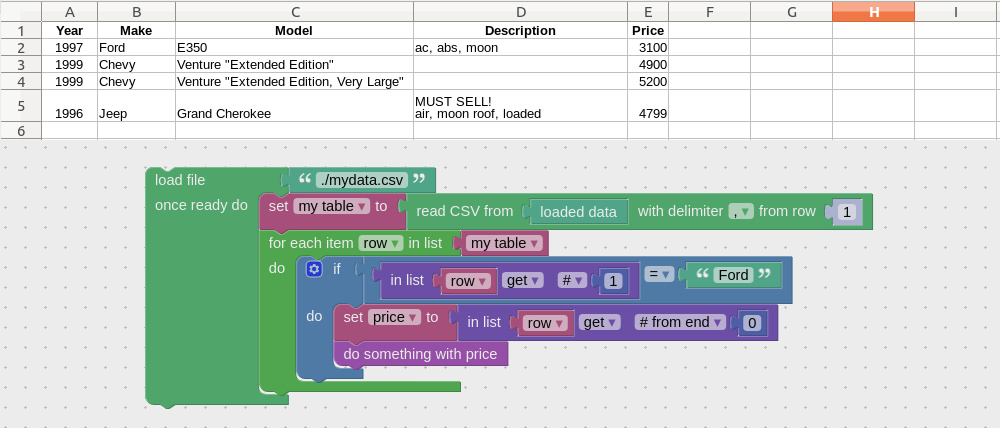 A B C D E F G H I
1 Year Make Model Description Price
2 1997 Ford E350 ac, abs, moon 3100
3 1999 Chevy Venture "Extended Edition" 4900
4 1999 Chevy Venture "Extended Edition, Very Large" 5200
MUST SELL!
5 1996 Jeep Grand Cherokee air, moon roof, loaded 4799
6
load file “ ./mydata.csv ”
once ready do set my table ▾ to read CSV from loaded data with delimiter , ▾ from row 1
for each item row ▾ in list my table ▾
do if in list row ▾ get ▾ # ▾ 1 = ▾ “ Ford ”
do set price ▾ to in list row ▾ get ▾ # from end ▾ 0
do something with price